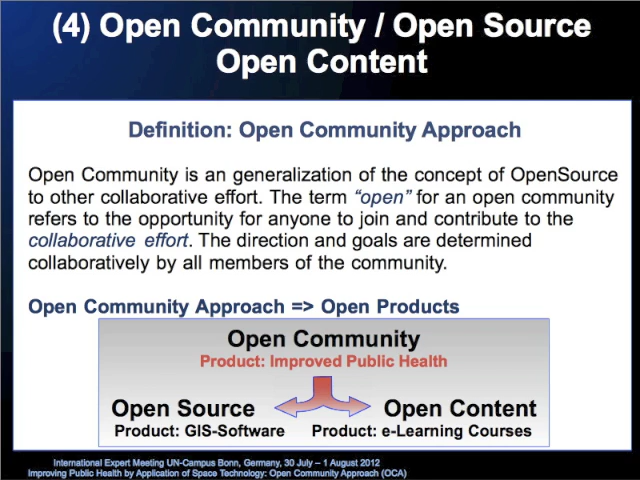 (4) Open Community / Open Source
Open Content
Definition: Open Community Approach
Open Community is an generalization of the concept of OpenSource
to other collaborative effort. The term “open” for an open community
refers to the opportunity for anyone to join and contribute to the
collaborative effort. The direction and goals are determined
collaboratively by all members of the community.
Open Community Approach => Open Products
Open Community
Product: Improved Public Health
Open Source
Open Content
Product: GIS-Software
Product: e-Learning Courses
International Expert Meeting UN-Campus Bonn, Germany, 30 July – 1 August 2012
Improving Public Health by Application of Space Technology: Open Community Approach (OCA)